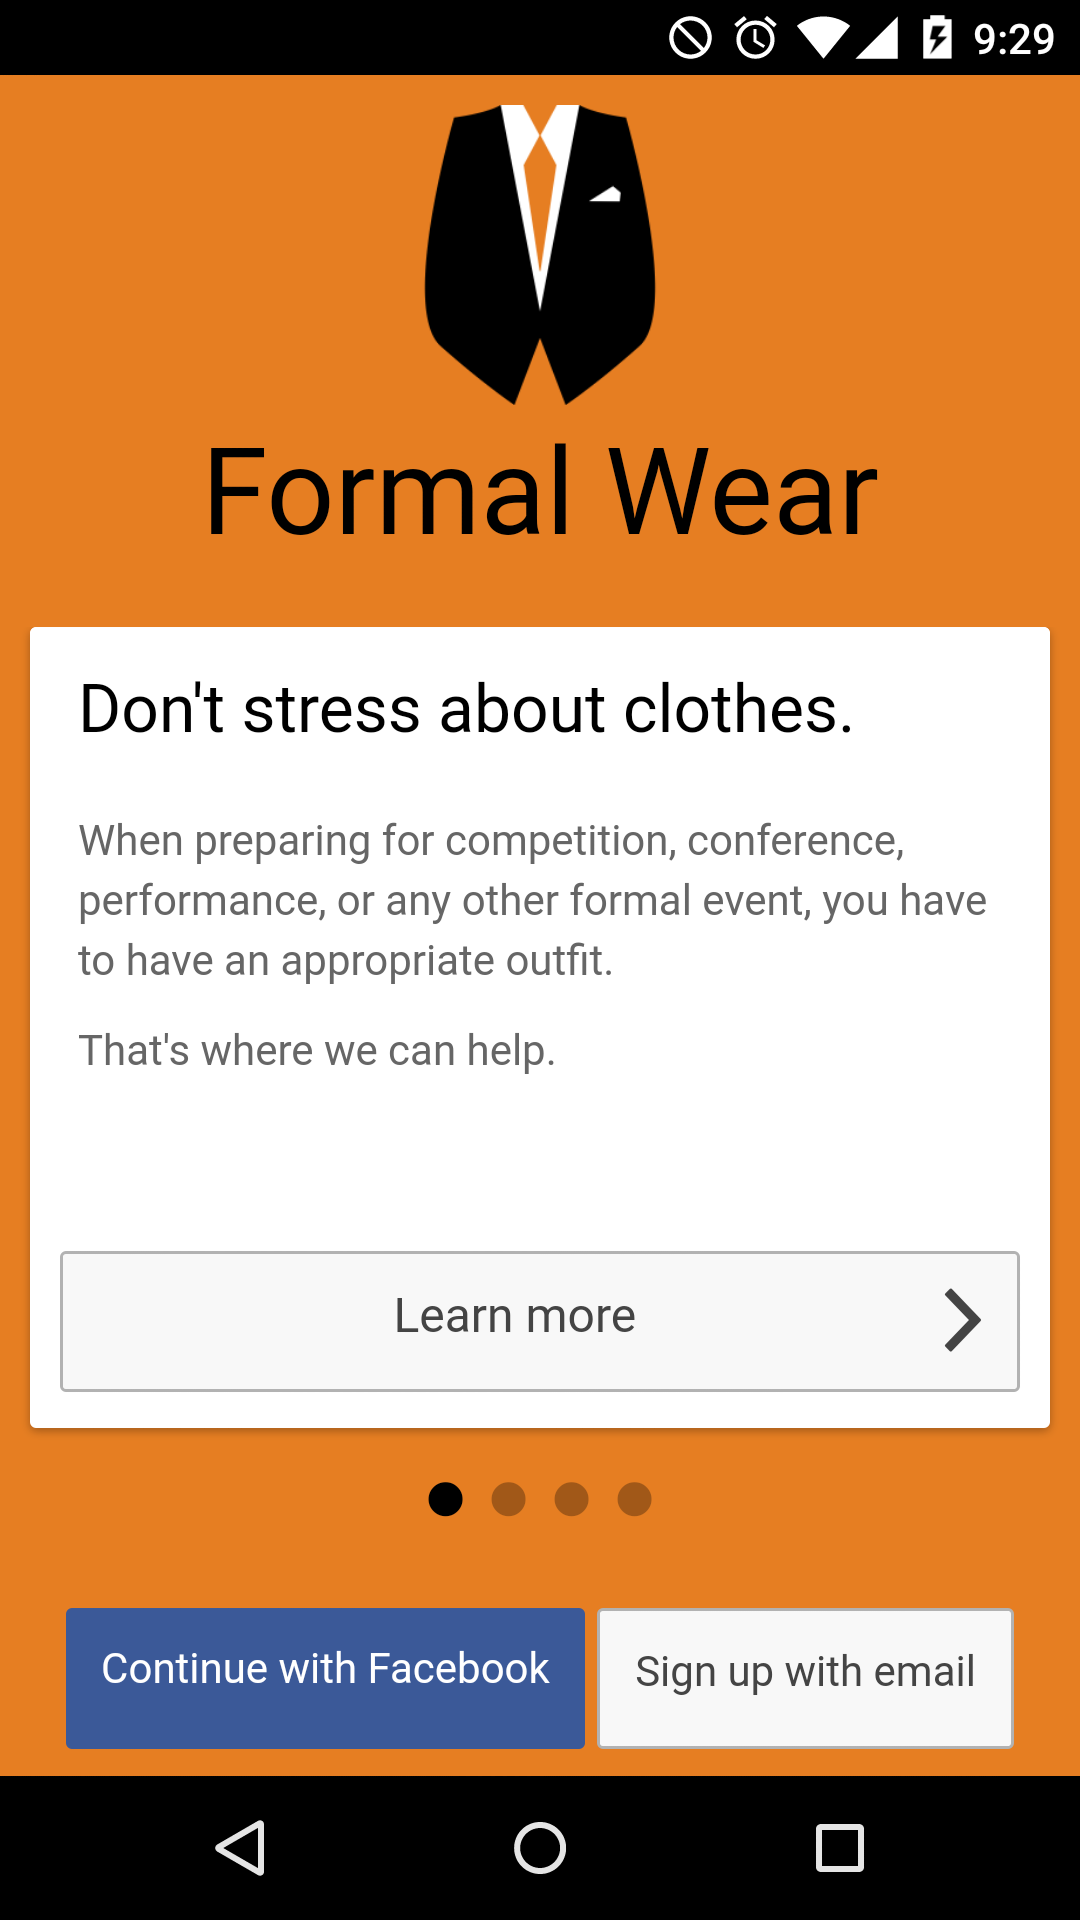 9:29
Formal Wear
Don't stress about clothes.
When preparing for competition, conference,
performance, or any other formal event, you have
to have an appropriate outfit.
That's where we can help.
Learn more
Continue with Facebook
Sign up with email